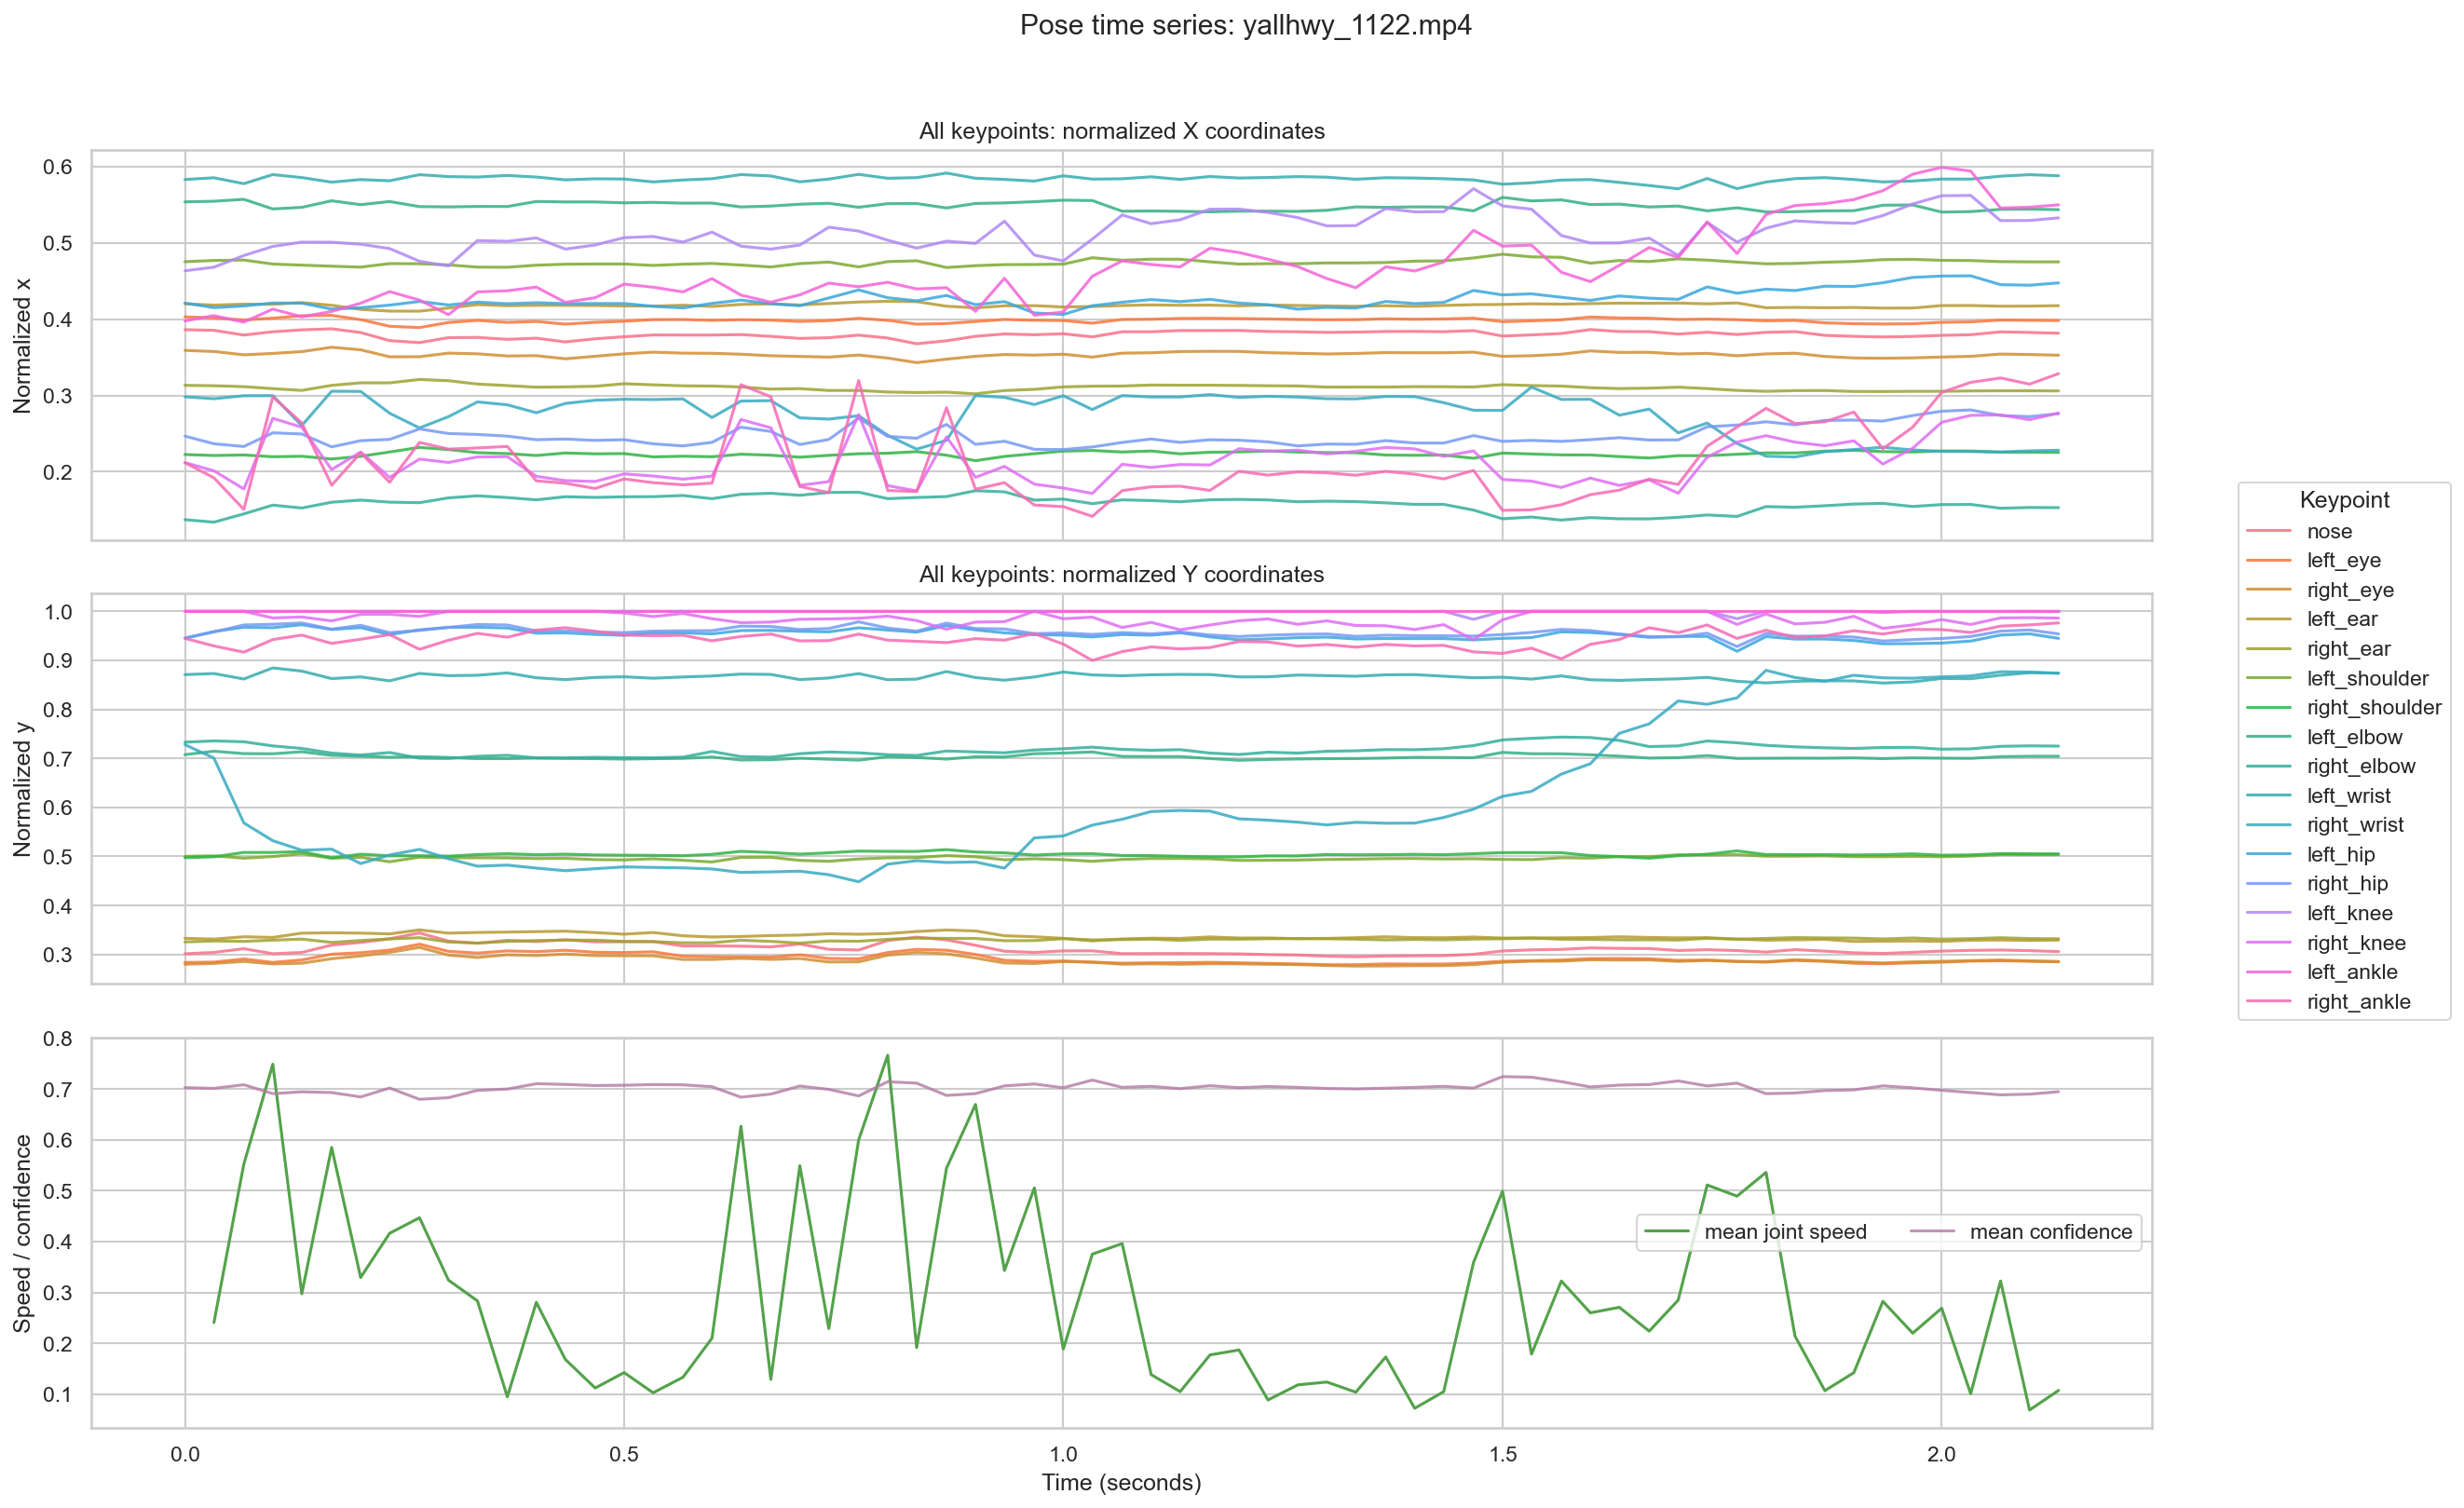 Pose time series: yallhwy_1122.mp4
All keypoints: normalized X coordinates
Normalized x
0.6
0.5
0.4
0.3
0.2
All keypoints: normalized Y coordinates
Normalized y
1.0
0.9
0.8
0.7
0.6
0.5
0.4
0.3
Keypoint
nose
left_eye
right_eye
left_ear
right_ear
left_shoulder
right_shoulder
left_elbow
right_elbow
left_wrist
right_wrist
left_hip
right_hip
left_knee
right_knee
left_ankle
right_ankle
Speed / confidence
0.8
0.7
0.6
0.5
0.4
0.3
0.2
0.1
mean joint speed mean confidence
0.0 0.5 1.0 1.5 2.0
Time (seconds)